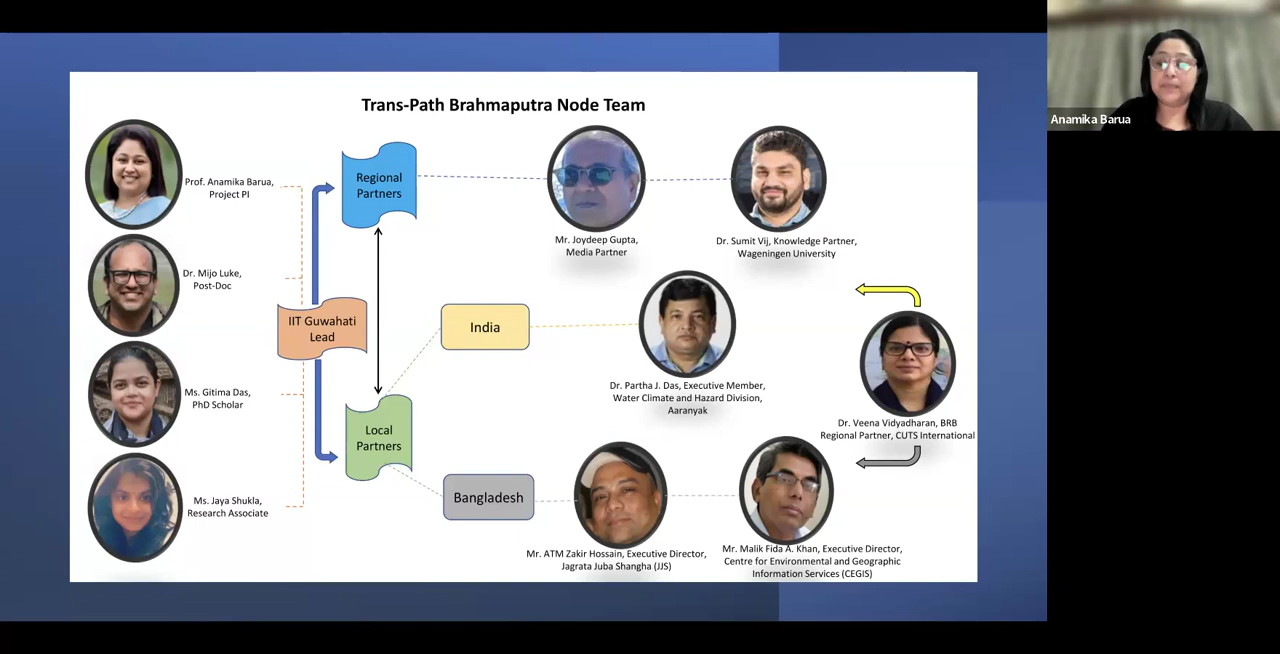 Trans-Path Brahmaputra Node Team
Prof. Anamika Barua,
Project PI
Dr. Mijo Luke,
Post-Doc
Ms. Gitima Das,
PhD Scholar
Ms. Jaya Shukla,
Research Associate
IIT Guwahati
Lead
Regional
Partners
Local
Partners
Mr. Joydeep Gupta,
Media Partner
Dr. Sumit Vij, Knowledge Partner,
Wageningen University
India
Dr. Partha J. Das, Executive Member,
Water Climate and Hazard Division,
Aaranyak
Dr. Veena Vidyadharan, BRB
Regional Partner, CUTS International
Bangladesh
Mr. ATM Zakir Hossain, Executive Director,
Jagrata Juba Shangha (JJS)
Mr. Malik Fida A. Khan, Executive Director,
Centre for Environmental and Geographic
Information Services (CEGIS)
Anamika Barua